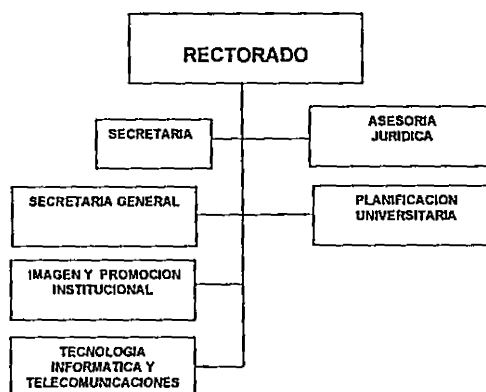 RECTORADO
SECRETARIA
ASESORIA
JURIDICA
SECRETARIA GENERAL
PLANIFICACION
UNIVERSITARIA
IMAGEN Y PROMOCION
INSTITUCIONAL
TECNOLOGIA
INFORMATICA Y
TELECOMUNICACIONES